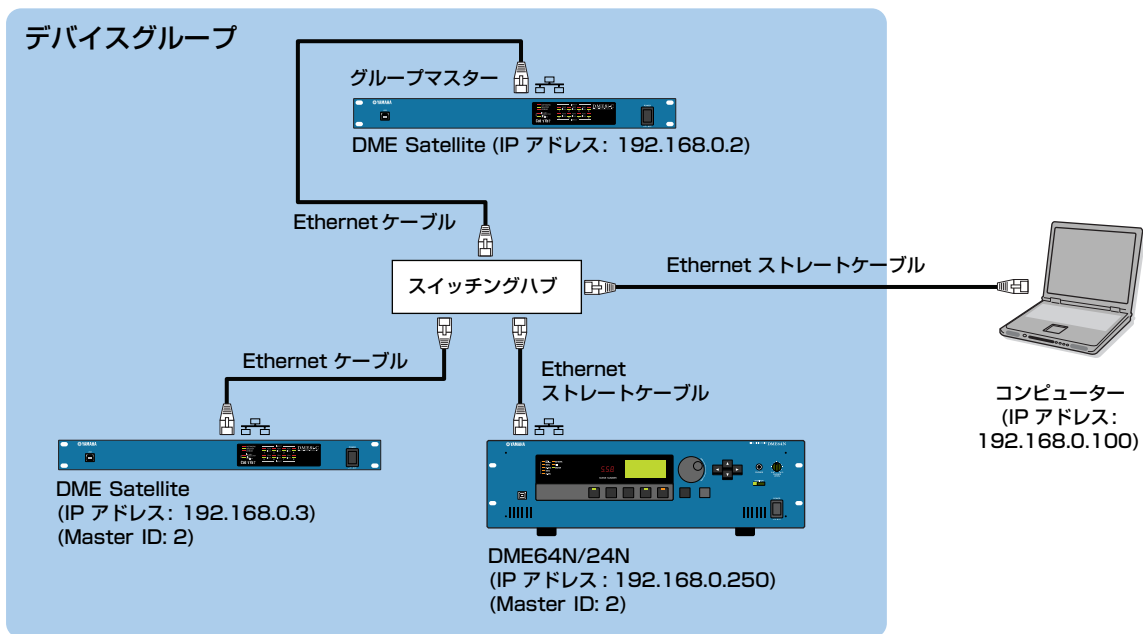 デバイスグループ
グループマスター
YAMAHA
DME Satellite (IP アドレス: 192.168.0.2)
Ethernet ケーブル
スイッチングハブ
Ethernet ストレートケーブル
Ethernet ケーブル
Ethernet
ストレートケーブル
コンピューター
(IP アドレス:
192.168.0.100)
YAMAHA
DME Satellite
(IP アドレス: 192.168.0.3)
(Master ID: 2)
YAMAHA
DME64N
DME64N/24N
(IP アドレス : 192.168.0.250)
(Master ID: 2)